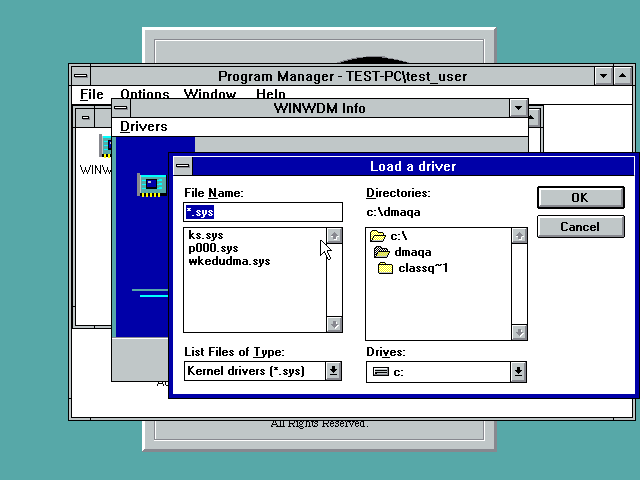 Program Manager - TEST-PC\test_user
File Options Window Help
WINWDM Info
Drivers
Load a driver
File Name:
*.sys
ks.sys
p000.sys
wkedudma.sys
List Files of Type:
Kernel drivers (*.sys)
Directories:
c:\dmaqa
c:\
dmaqa
classq~1
Drives:
c:
OK
Cancel
All Rights Reserved.